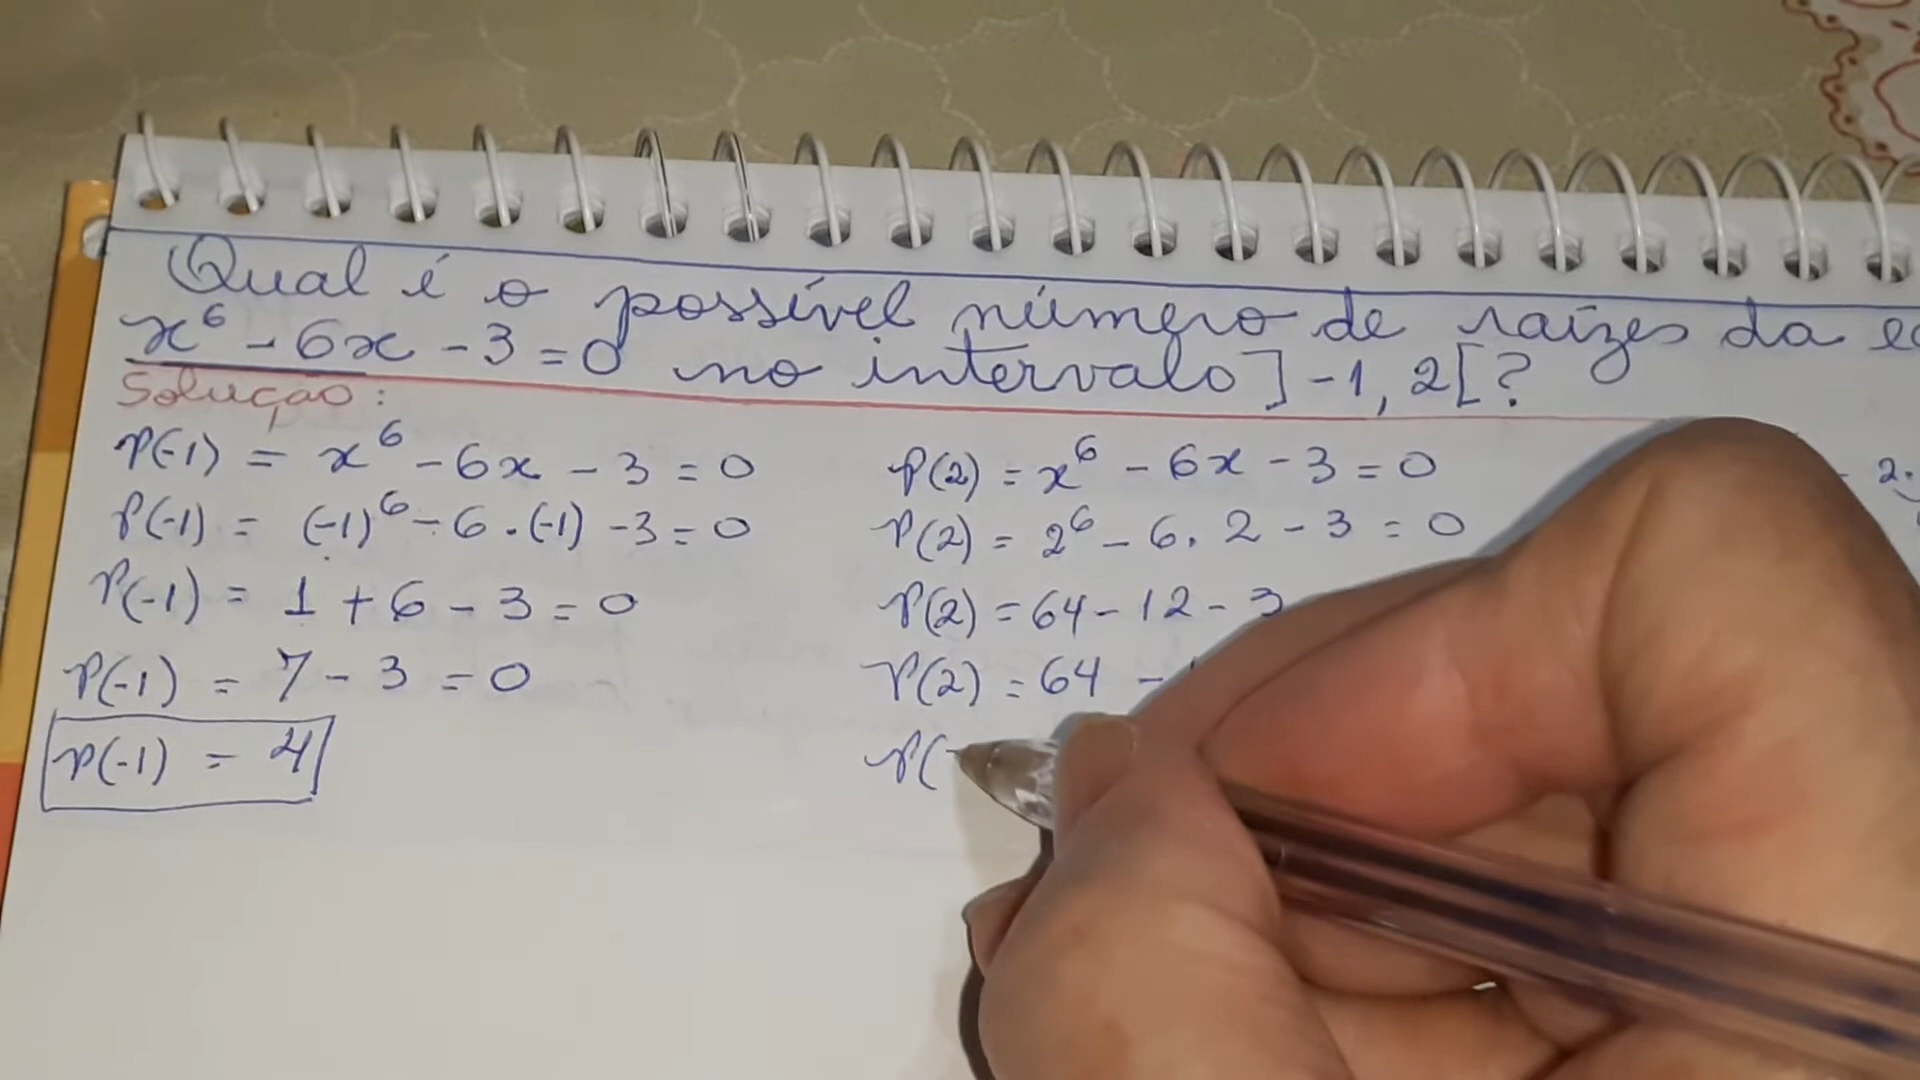 Qual é o possível número de raízes da
x⁶ - 6x - 3 = 0 no intervalo ]-1, 2[?
Solução:
P(-1) = x⁶ - 6x - 3 = 0
P(-1) = (-1)⁶ - 6 . (-1) - 3 = 0
P(-1) = 1 + 6 - 3 = 0
P(-1) = 7 - 3 = 0
P(-1) = 4
P(2) = x⁶ - 6x - 3 = 0
P(2) = 2⁶ - 6 . 2 - 3 = 0
P(2) = 64 - 12 - 3
P(2) = 64 -
P(
- 2.